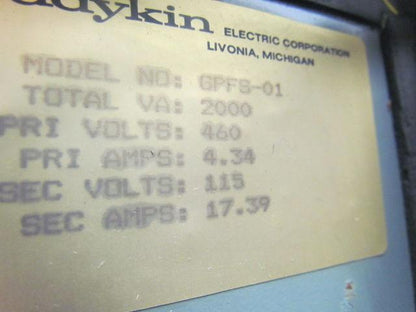 ELECTRIC CORPORATION
LIVONIA, MICHIGAN
MODEL NO: GPFS-01
TOTAL VA: 2000
PRI VOLTS: 460
PRI AMPS: 4.34
SEC VOLTS: 115
SEC AMPS: 17.39